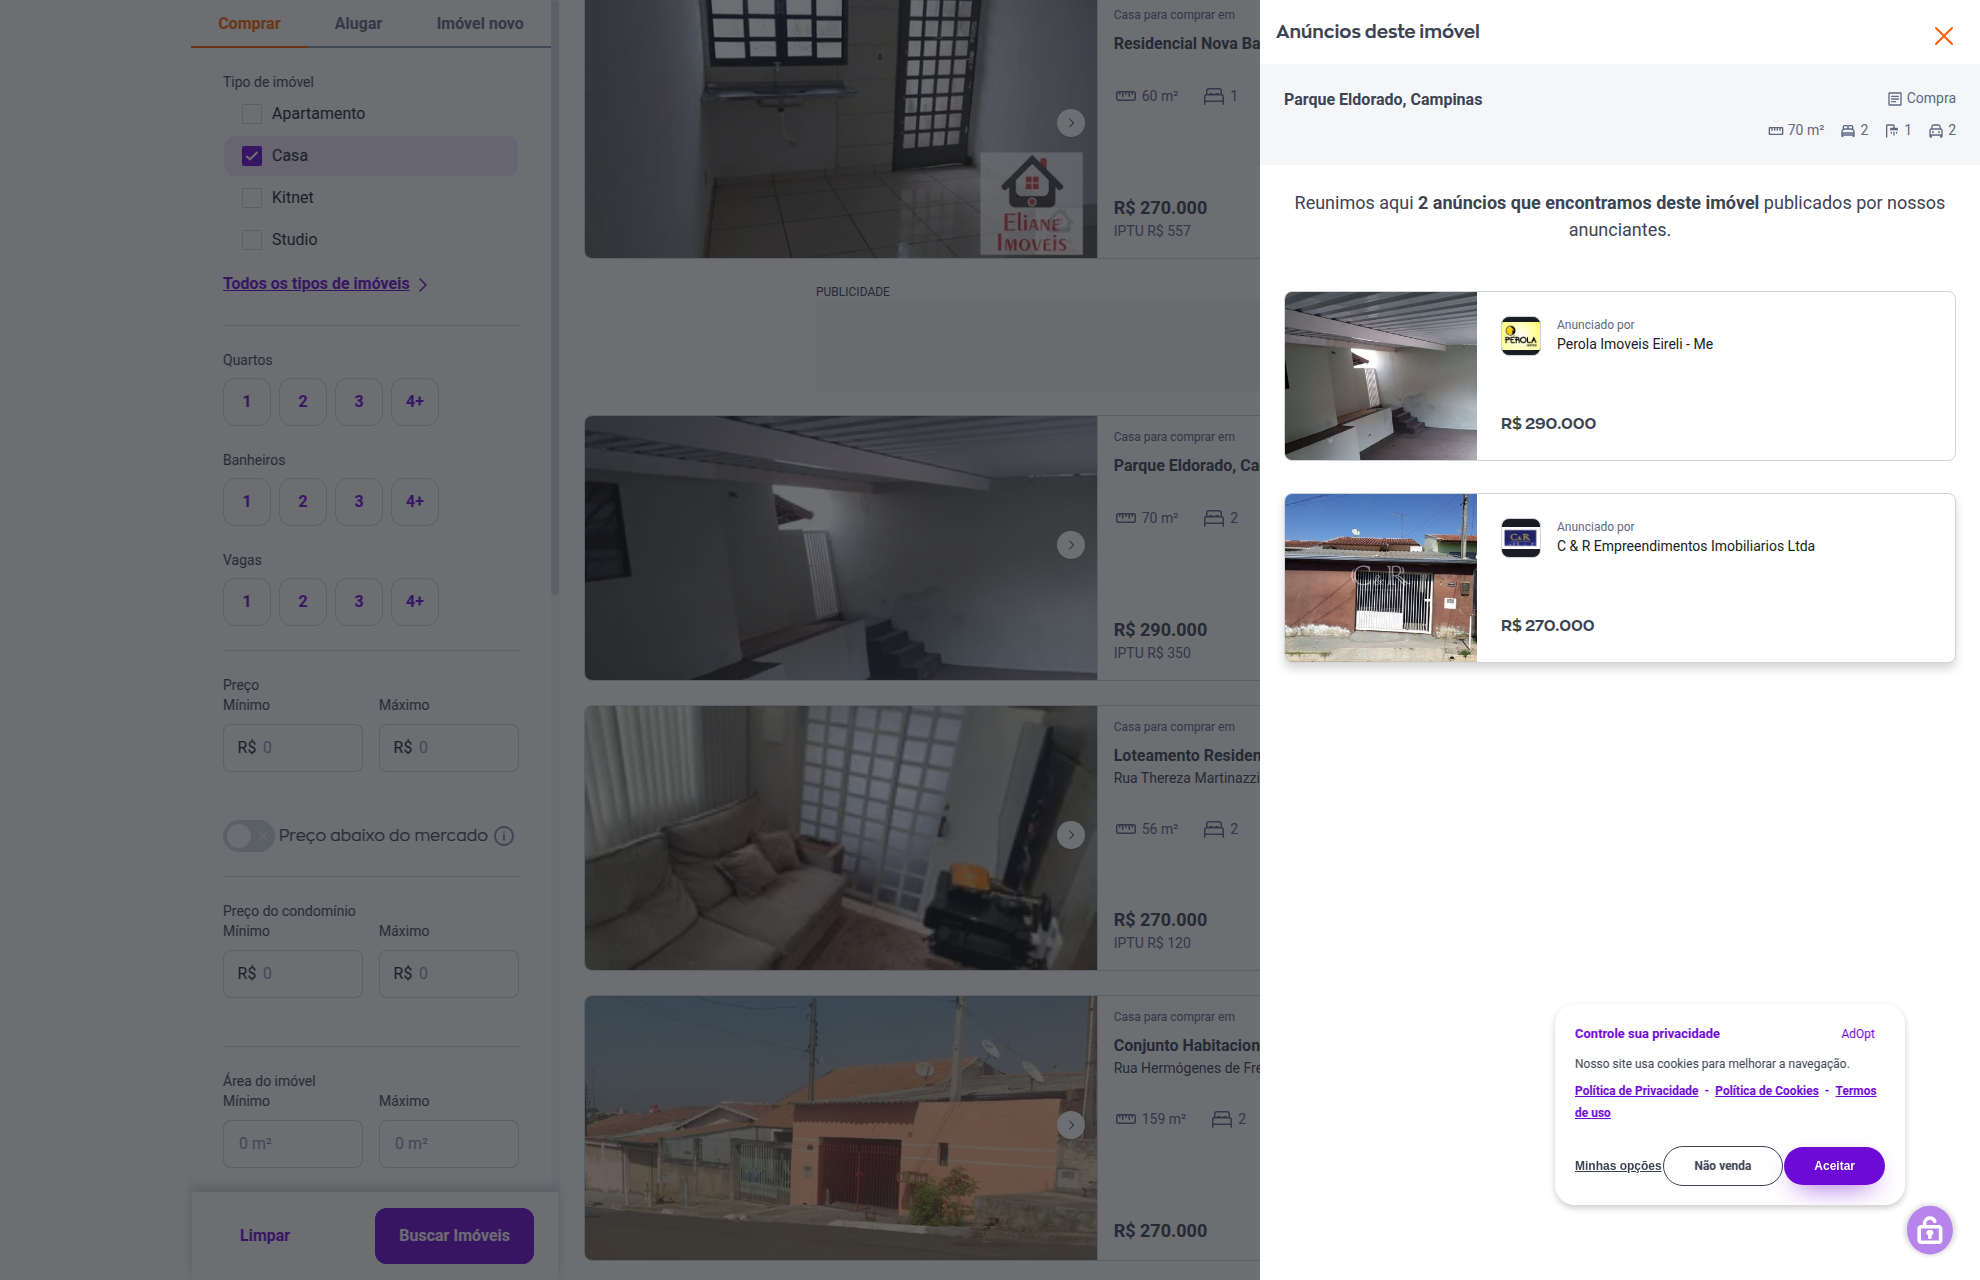 Comprar
Alugar
Imóvel novo
Tipo de imóvel
Apartamento
Casa
Kitnet
Studio
Todos os tipos de imóveis
Quartos
1 2 3 4+
Banheiros
1 2 3 4+
Vagas
1 2 3 4+
Preço
Mínimo Máximo
R$ 0 R$ 0
Preço abaixo do mercado
Preço do condomínio
Mínimo Máximo
R$ 0 R$ 0
Área do imóvel
Mínimo Máximo
0 m² 0 m²
Limpar
Buscar Imóveis
Casa para comprar em
Residencial Nova Ba
60 m² 1
R$ 270.000
IPTU R$ 557
Eliane
Imoveis
PUBLICIDADE
Casa para comprar em
Parque Eldorado, Ca
70 m² 2
R$ 290.000
IPTU R$ 350
Casa para comprar em
Loteamento Residen
Rua Thereza Martinazzi
56 m² 2
R$ 270.000
IPTU R$ 120
Casa para comprar em
Conjunto Habitacion
Rua Hermógenes de Fre
159 m² 2
R$ 270.000
Anúncios deste imóvel
Parque Eldorado, Campinas
Compra
70 m² 2 1 2
Reunimos aqui 2 anúncios que encontramos deste imóvel publicados por nossos
anunciantes.
PEROLA
Anunciado por
Perola Imoveis Eireli - Me
R$ 290.000
C&R
C&R
Anunciado por
C & R Empreendimentos Imobiliarios Ltda
R$ 270.000
Controle sua privacidade
AdOpt
Nosso site usa cookies para melhorar a navegação.
Política de Privacidade - Política de Cookies - Termos
de uso
Minhas opções
Não venda
Aceitar